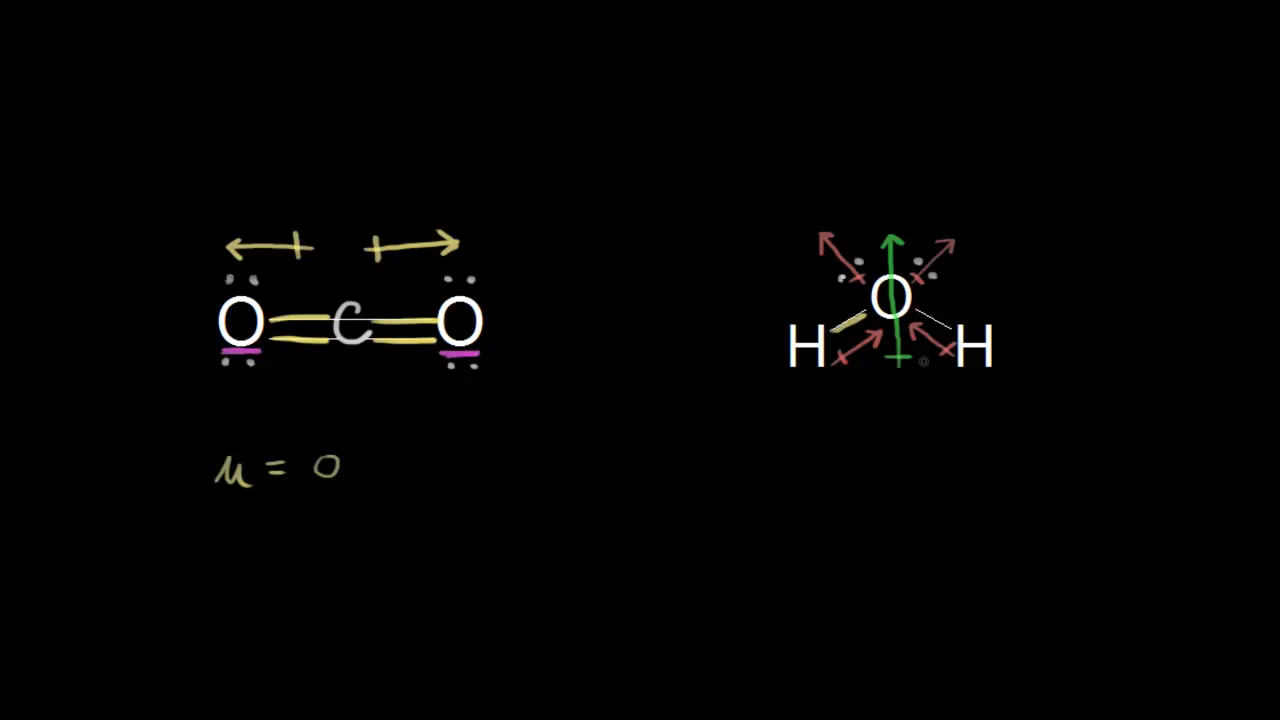 O C O
O
H H
μ = 0